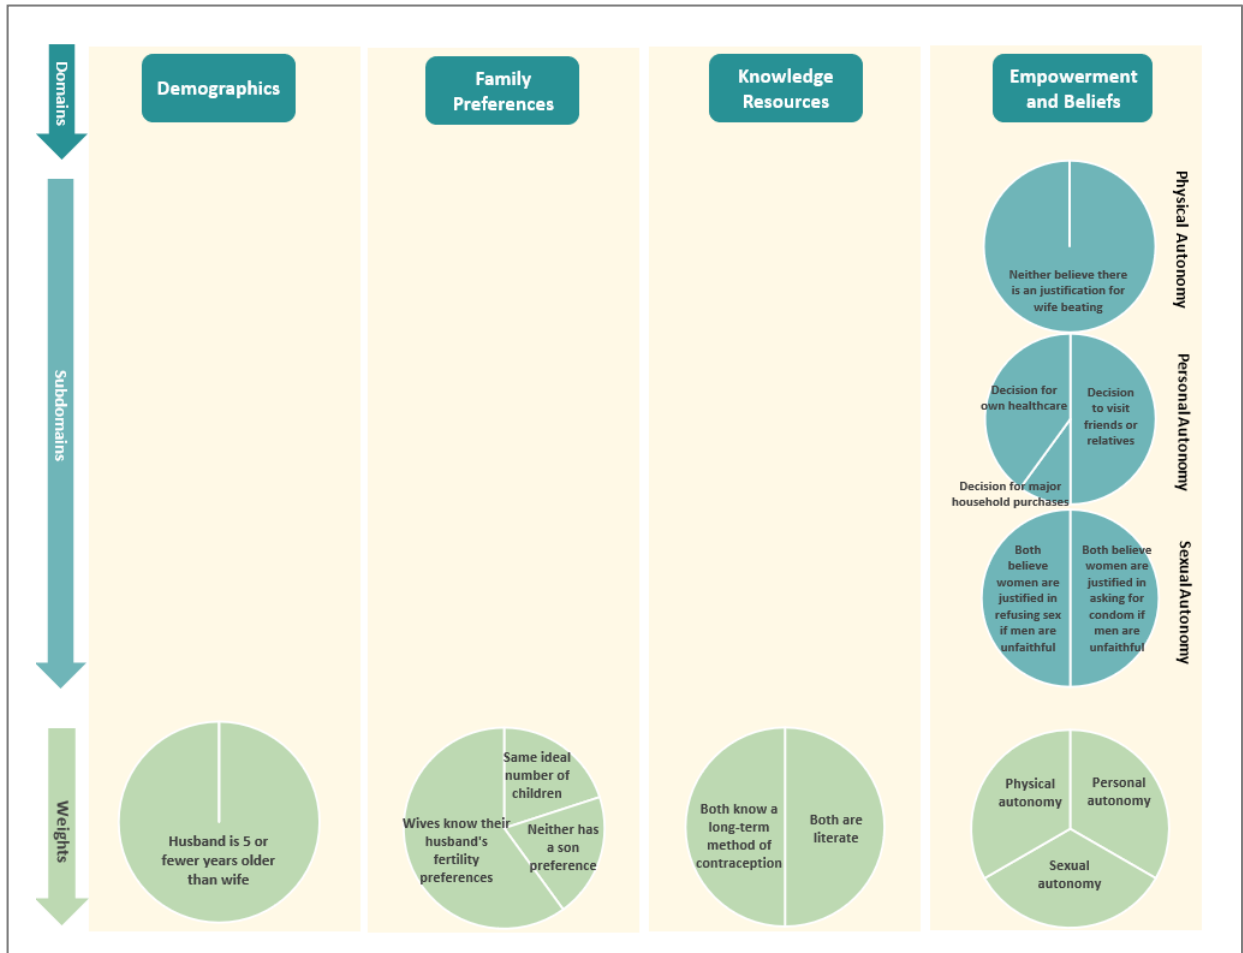 Domains
Demographics
Family
Preferences
Knowledge
Resources
Empowerment
and Beliefs
Subdomains
Neither believe there
is an justification for
wife beating
Physical Autonomy
Decision for
own healthcare
Decision
to visit
friends or
relatives
Decision for major
household purchases
Personal Autonomy
Both
believe
women are
justified in
refusing sex
if men are
unfaithful
Both believe
women are
justified in
asking for
condom if
men are
unfaithful
Sexual Autonomy
Weights
Husband is 5 or
fewer years older
than wife
Same ideal
number of
children
Wives know their
husband's
fertility
preferences
Neither has
a son
preference
Both know a
long-term
method of
contraception
Both are
literate
Physical
autonomy
Personal
autonomy
Sexual
autonomy